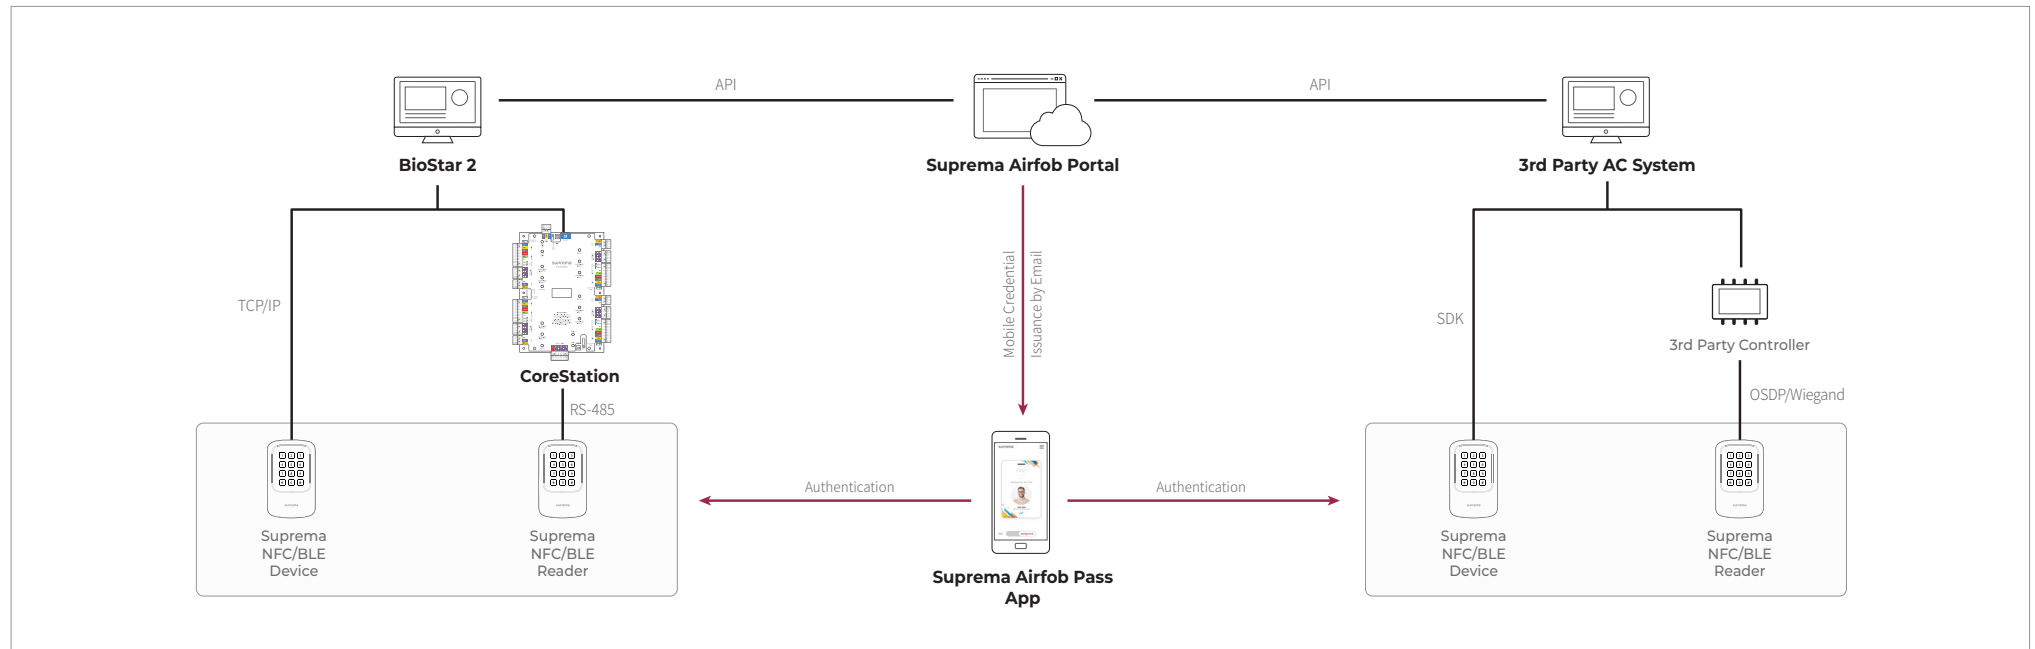 API
API
BioStar 2
Suprema Airfob Portal
3rd Party AC System
TCP/IP
suprema
Mobile Credential
Issuance by Email
SDK
3rd Party Controller
CoreStation
RS-485
OSDP/Wiegand
Authentication
Authentication
Suprema
NFC/BLE
Device
Suprema
NFC/BLE
Reader
Suprema Airfob Pass
App
Suprema
NFC/BLE
Device
Suprema
NFC/BLE
Reader